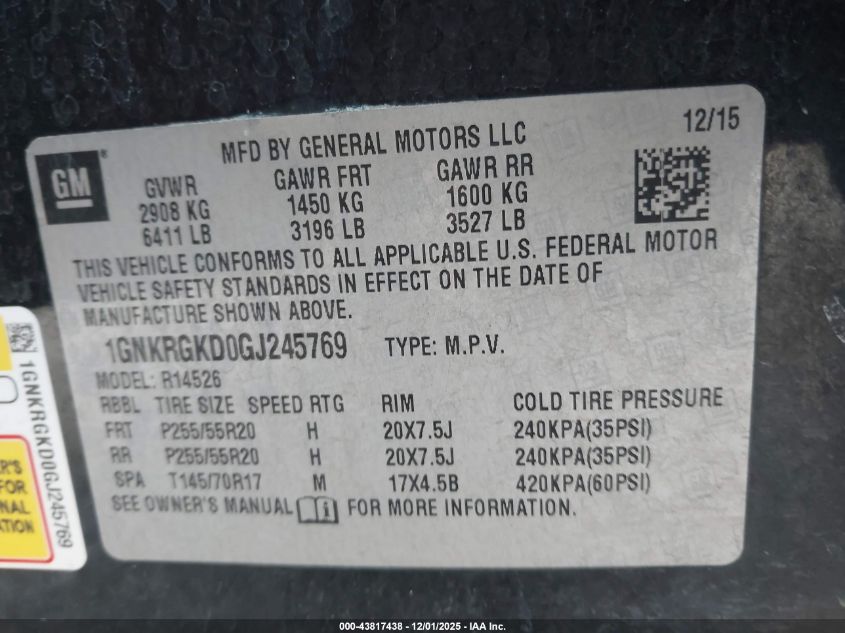 12/15
MFD BY GENERAL MOTORS LLC
GM
GVWR GAWR FRT GAWR RR
2908 KG 1450 KG 1600 KG
6411 LB 3196 LB 3527 LB
THIS VEHICLE CONFORMS TO ALL APPLICABLE U.S. FEDERAL MOTOR
VEHICLE SAFETY STANDARDS IN EFFECT ON THE DATE OF
MANUFACTURE SHOWN ABOVE.
1GNKRGKD0GJ245769 TYPE: M.P.V.
MODEL: R14526
RBBL TIRE SIZE SPEED RTG RIM COLD TIRE PRESSURE
FRT P255/55R20 H 20X7.5J 240KPA(35PSI)
RR P255/55R20 H 20X7.5J 240KPA(35PSI)
SPA T145/70R17 M 17X4.5B 420KPA(60PSI)
SEE OWNER'S MANUAL FOR MORE INFORMATION.
1GNKRGKD0GJ245769
FOR
000-43817438 - 12/01/2025 - IAA Inc.